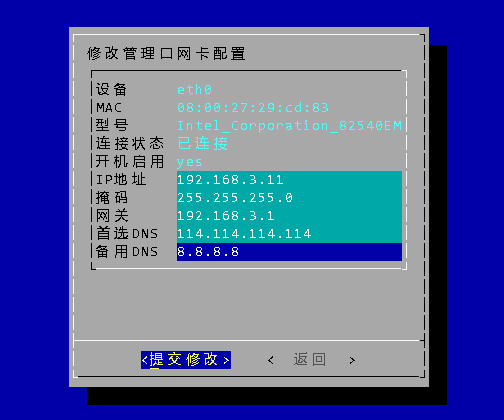 修改管理口网卡配置
设备 eth0
MAC 08:00:27:29:cd:83
型号 Intel_Corporation_82540EM
连接状态 已连接
开机启用 yes
IP地址 192.168.3.11
掩码 255.255.255.0
网关 192.168.3.1
首选DNS 114.114.114.114
备用DNS 8.8.8.8
<提交修改> < 返回 >